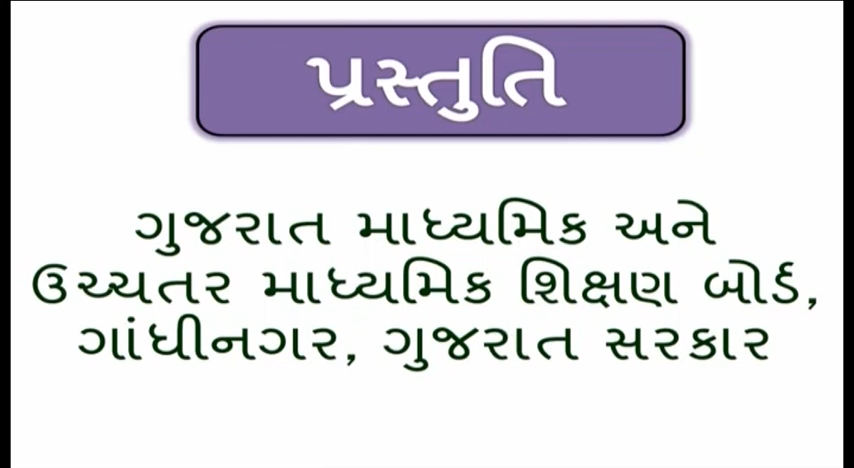 પ્રસ્તુતિ
ગુજરાત માધ્યમિક અને
ઉચ્ચતર માધ્યમિક શિક્ષણ બોર્ડ,
ગાંધીનગર, ગુજરાત સરકાર